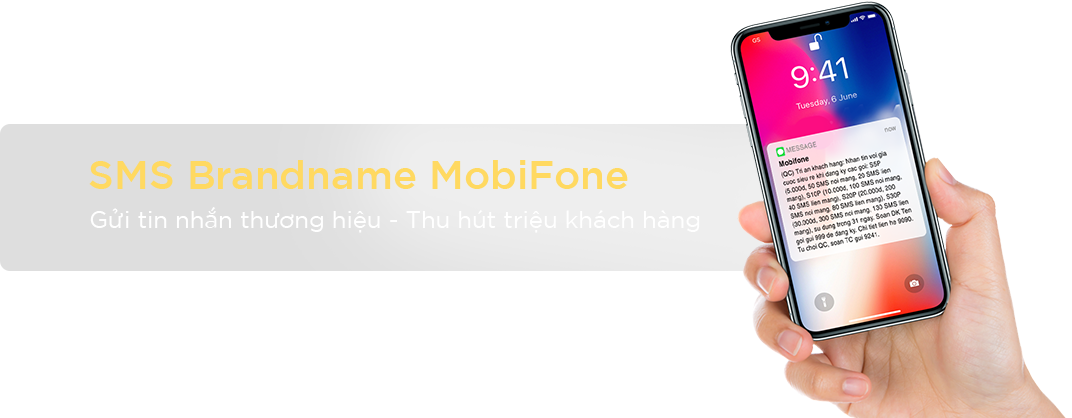 SMS Brandname MobiFone
Gửi tin nhắn thương hiệu - Thu hút triệu khách hàng
GS
9:41
Tuesday, 6 June
MESSAGE
now
Mobifone
(QC) Tri an khach hang: Nhan tin voi gia
cuoc sieu re khi dang ky cac goi: S5P
(5.000d, 50 SMS noi mang, 20 SMS lien
mang), S10P (10.000d, 100 SMS noi mang,
40 SMS lien mang), S20P (20.000d, 200
SMS noi mang, 80 SMS lien mang), S30P
(30.000d, 300 SMS noi mang, 130 SMS lien
mang), su dung trong 31 ngay. Soan DK Ten
goi gui 999 de dang ky. Chi tiet lien ha 9090.
Tu choi QC, soan TC gui 9241.